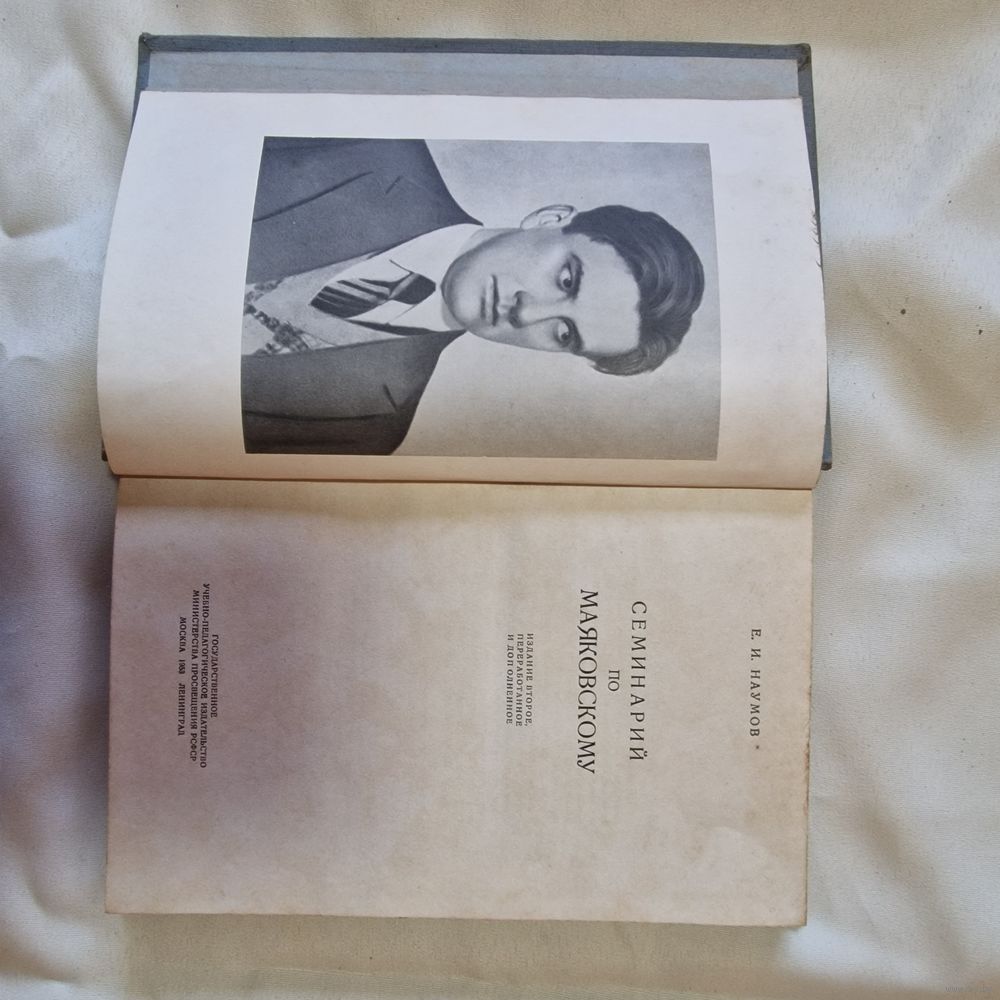 Е. И. НАУМОВ
СЕМИНАРИЙ
ПО
МАЯКОВСКОМУ
ИЗДАНИЕ ВТОРОЕ,
ПЕРЕРАБОТАННОЕ
И ДОПОЛНЕННОЕ
ГОСУДАРСТВЕННОЕ
УЧЕБНО-ПЕДАГОГИЧЕСКОЕ ИЗДАТЕЛЬСТВО
МИНИСТЕРСТВА ПРОСВЕЩЕНИЯ РСФСР
МОСКВА 1953 ЛЕНИНГРАД